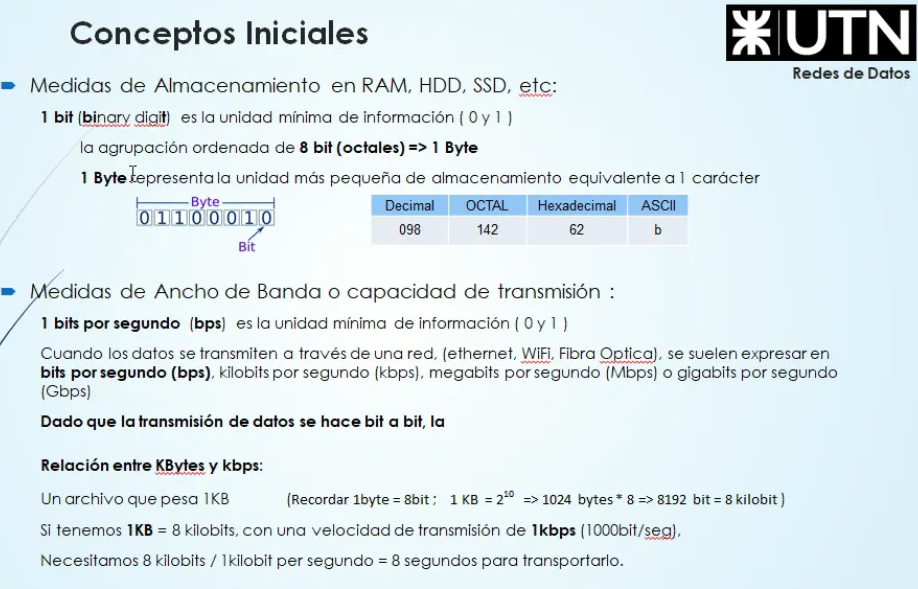 Conceptos Iniciales
UTN
Redes de Datos
Medidas de Almacenamiento en RAM, HDD, SSD, etc:
1 bit (binary digit) es la unidad mínima de información ( 0 y 1 )
la agrupación ordenada de 8 bit (octales) => 1 Byte
1 Byte representa la unidad más pequeña de almacenamiento equivalente a 1 carácter
Byte
0 1 1 0 0 0 1 0
Bit
Decimal OCTAL Hexadecimal ASCII
098 142 62 b
Medidas de Ancho de Banda o capacidad de transmisión :
1 bits por segundo (bps) es la unidad mínima de información ( 0 y 1 )
Cuando los datos se transmiten a través de una red, (ethernet, WiFi, Fibra Optica), se suelen expresar en
bits por segundo (bps), kilobits por segundo (kbps), megabits por segundo (Mbps) o gigabits por segundo
(Gbps)
Dado que la transmisión de datos se hace bit a bit, la
Relación entre KBytes y kbps:
Un archivo que pesa 1KB (Recordar 1byte = 8bit ; 1 KB = 2¹⁰ => 1024 bytes * 8 => 8192 bit = 8 kilobit )
Si tenemos 1KB = 8 kilobits, con una velocidad de transmisión de 1kbps (1000bit/seg),
Necesitamos 8 kilobits / 1kilobit per segundo = 8 segundos para transportarlo.